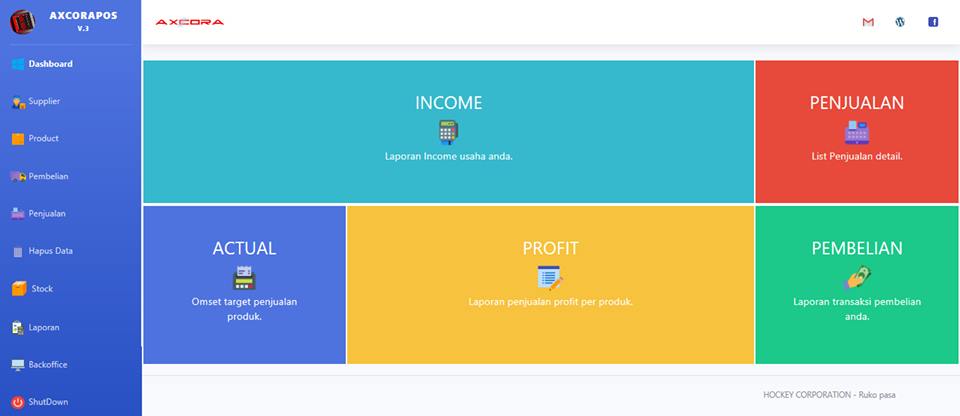 AXCORAPOS
V.3
Dashboard
Supplier
Product
Pembelian
Penjualan
Hapus Data
Stock
Laporan
Backoffice
ShutDown
AXCORA
INCOME
Laporan Income usaha anda.
PENJUALAN
List Penjualan detail.
ACTUAL
Omset target penjualan
produk.
PROFIT
Laporan penjualan profit per produk.
PEMBELIAN
Laporan transaksi pembelian
anda.
HOCKEY CORPORATION - Ruko pasa